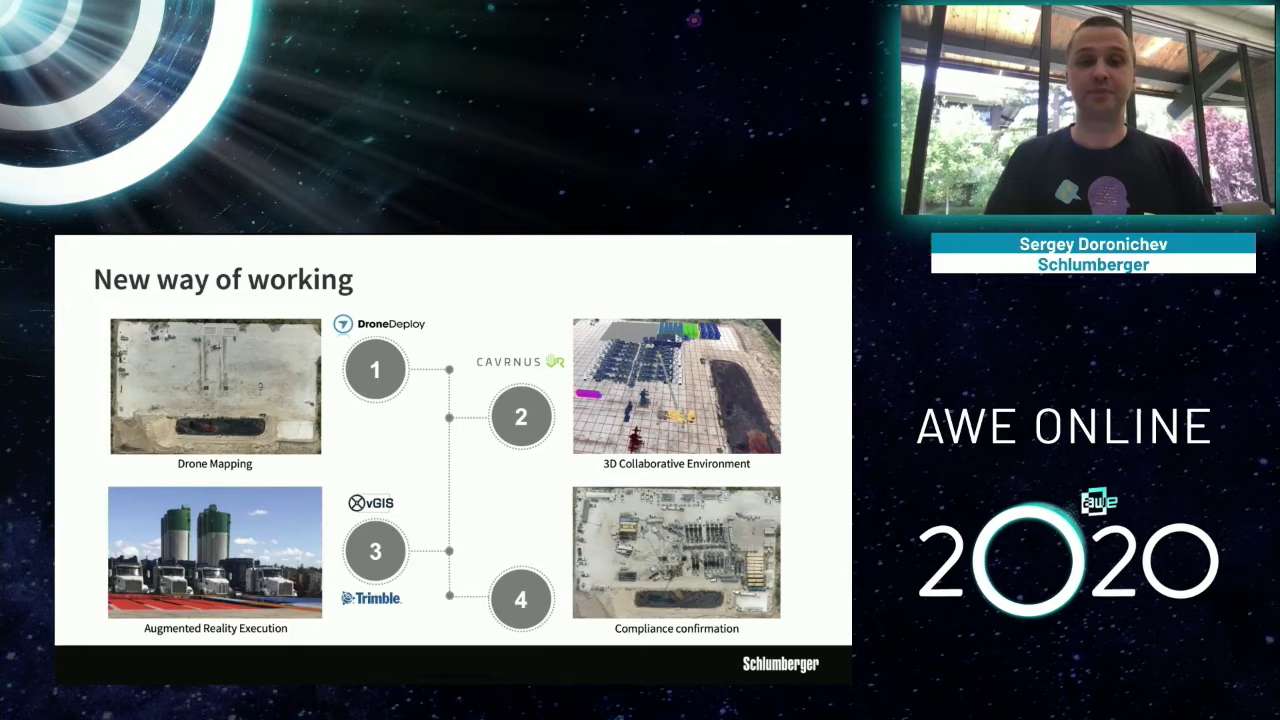 Sergey Doronichev
Schlumberger
New way of working
DroneDeploy
1
CAVRNUS VR
2
Drone Mapping
3D Collaborative Environment
vGIS
3
Trimble
4
Augmented Reality Execution
Compliance confirmation
Schlumberger
AWE ONLINE
awe
2020